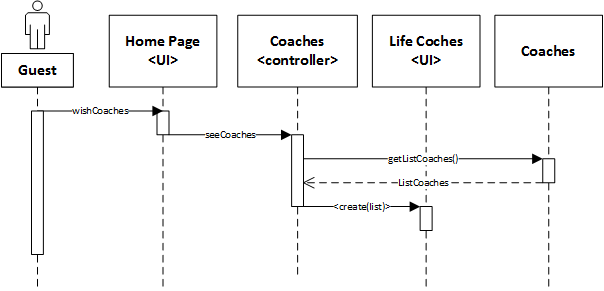 Guest
Home Page
<UI>
Coaches
<controller>
Life Coches
<UI>
Coaches
wishCoaches
seeCoaches
getListCoaches()
ListCoaches
<create(list)>